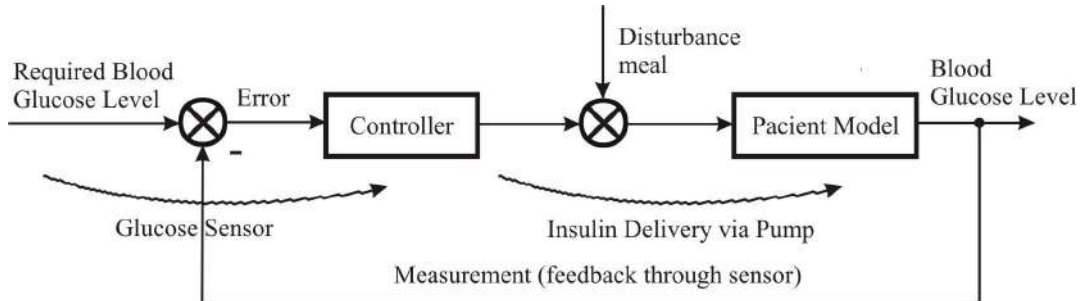 Required Blood
Glucose Level
Error
-
Controller
Disturbance
meal
Pacient Model
Blood
Glucose Level
Glucose Sensor
Insulin Delivery via Pump
Measurement (feedback through sensor)